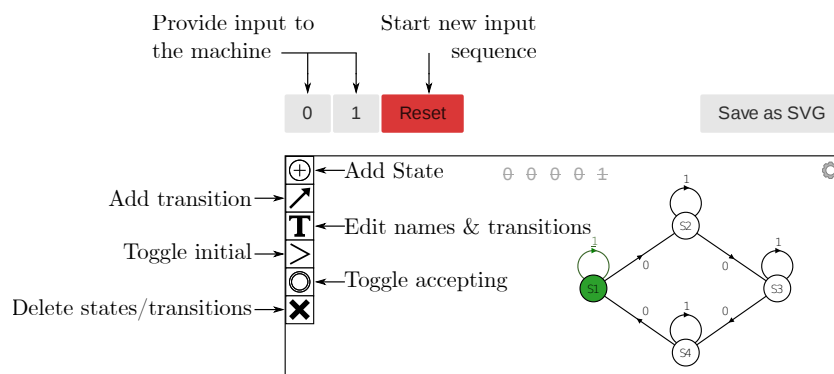 Provide input to
the machine
Start new input
sequence
0
1
Reset
Save as SVG
Add State
0 0 0 0 1
Add transition
T
Edit names & transitions
Toggle initial
Toggle accepting
Delete states/transitions
1
S2
0
0
1
S1
1
S3
0
0
1
S4